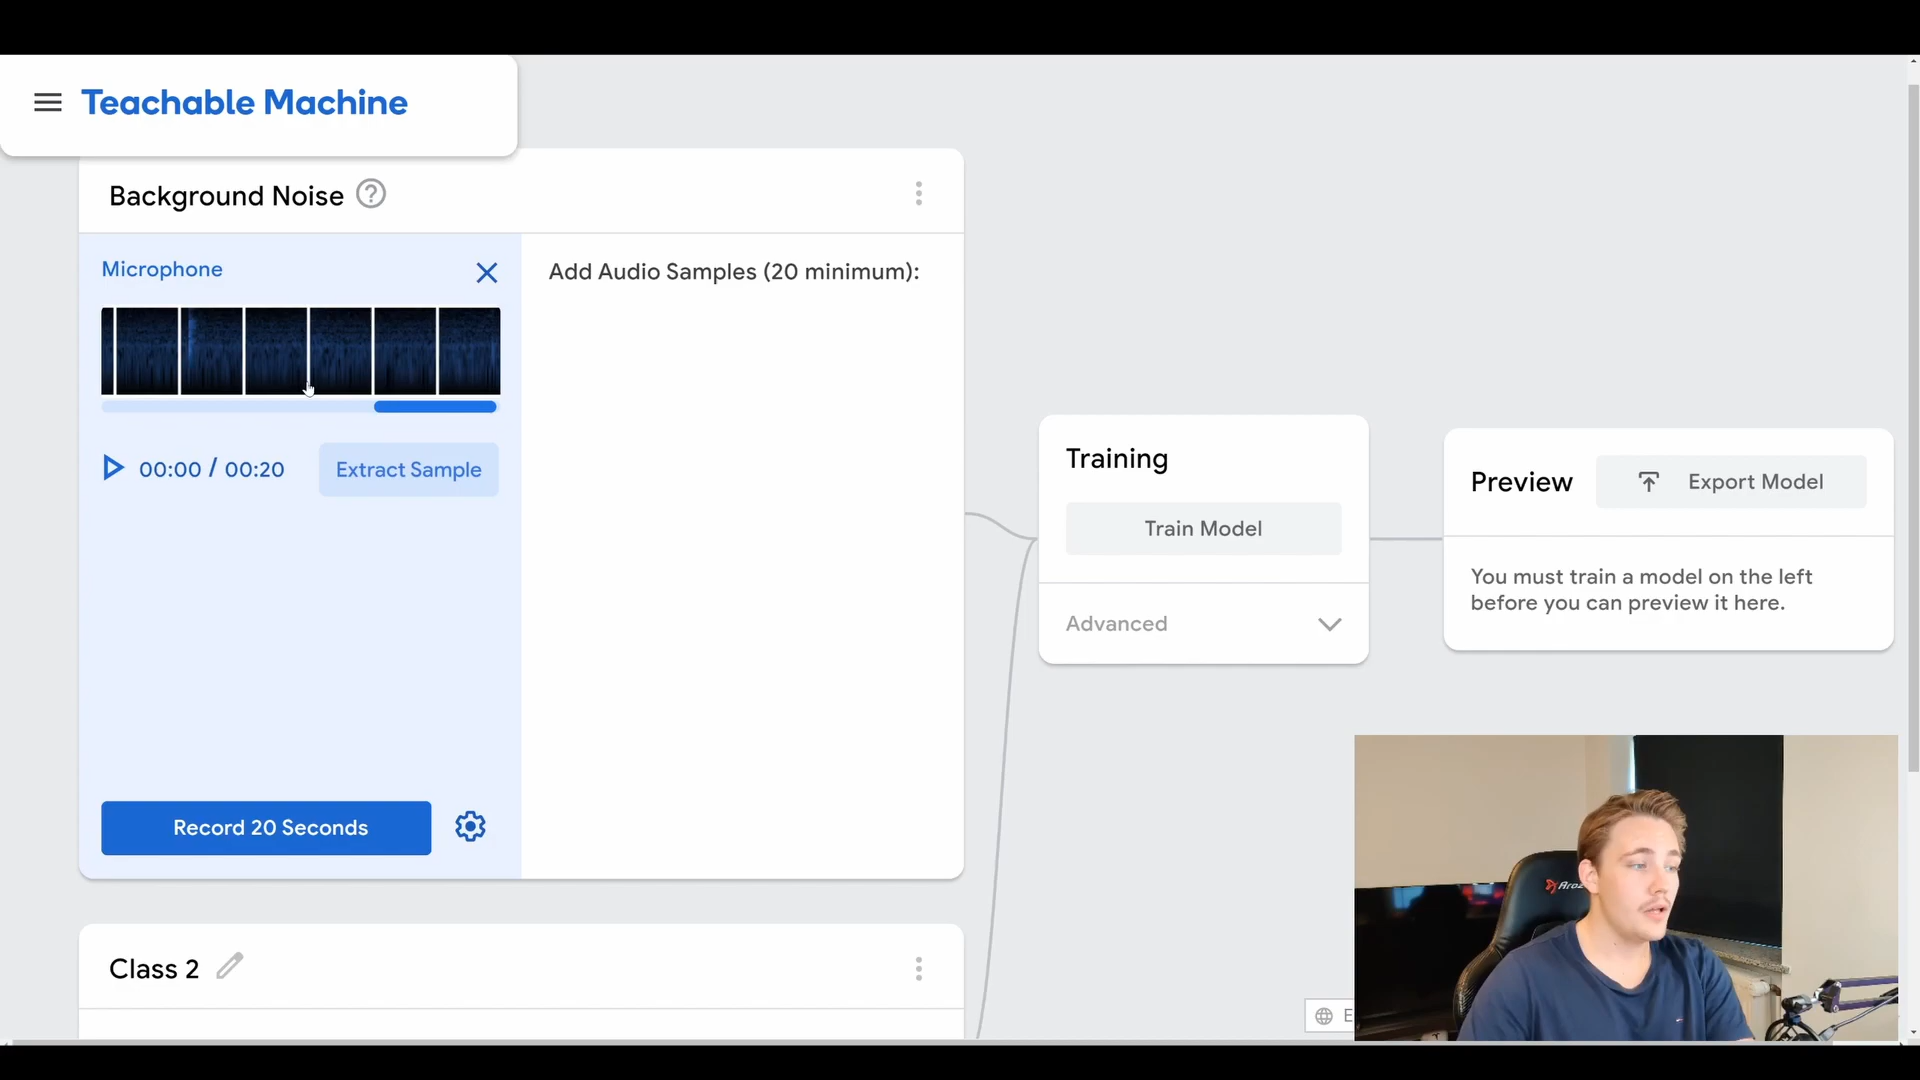 Teachable Machine
Background Noise
Microphone
Add Audio Samples (20 minimum):
00:00 / 00:20
Extract Sample
Record 20 Seconds
Class 2
Training
Train Model
Advanced
Preview
Export Model
You must train a model on the left
before you can preview it here.
E